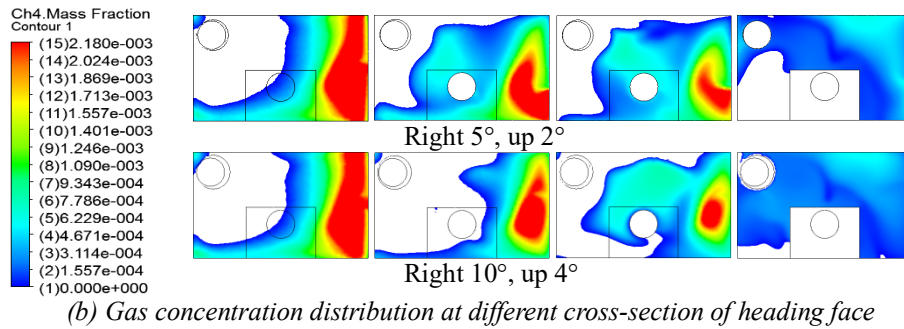 Ch4.Mass Fraction
Contour 1
(15)2.180e-003
(14)2.024e-003
(13)1.869e-003
(12)1.713e-003
(11)1.557e-003
(10)1.401e-003
(9)1.246e-003
(8)1.090e-003
(7)9.343e-004
(6)7.786e-004
(5)6.229e-004
(4)4.671e-004
(3)3.114e-004
(2)1.557e-004
(1)0.000e+000
Right 5°, up 2°
Right 10°, up 4°
(b) Gas concentration distribution at different cross-section of heading face